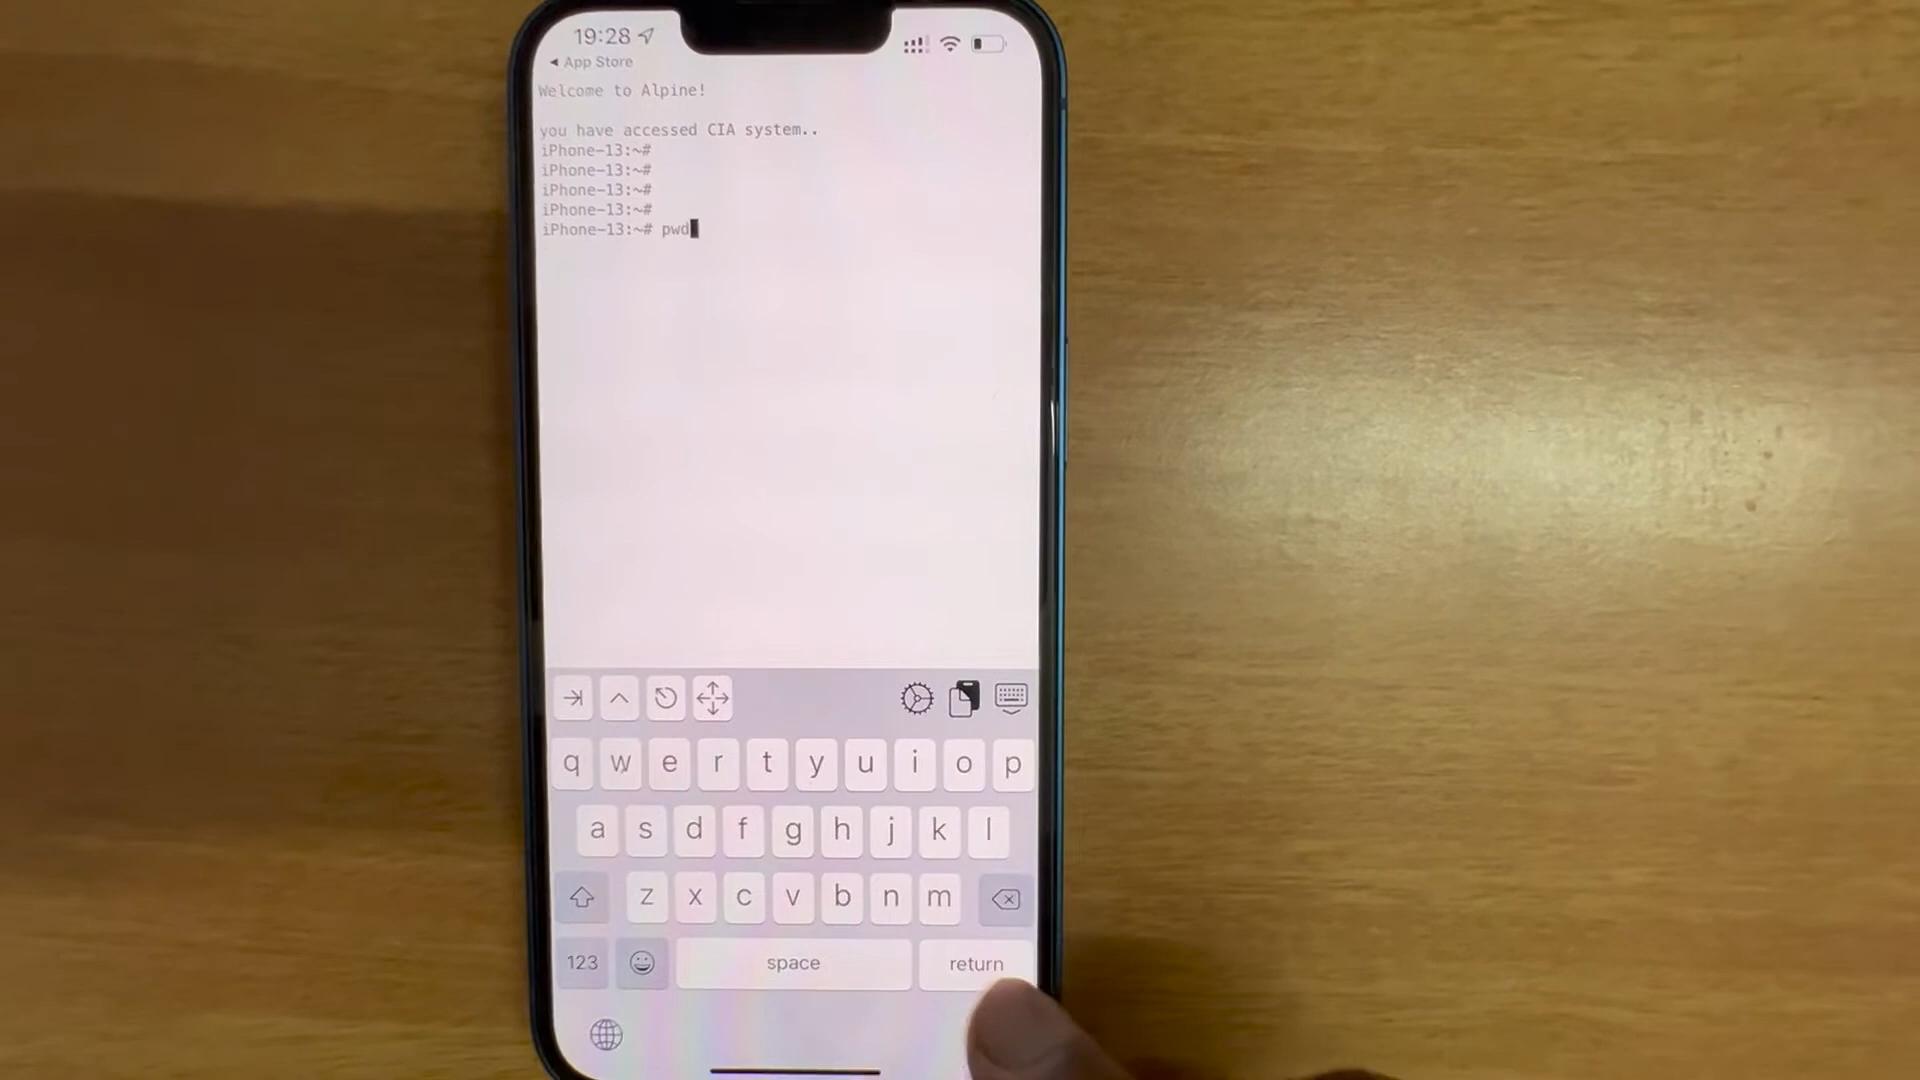 19:28
App Store
Welcome to Alpine!
you have accessed CIA system..
iPhone-13:~#
iPhone-13:~#
iPhone-13:~#
iPhone-13:~#
iPhone-13:~# pwd
q w e r t y u i o p
a s d f g h j k l
z x c v b n m
123 space return